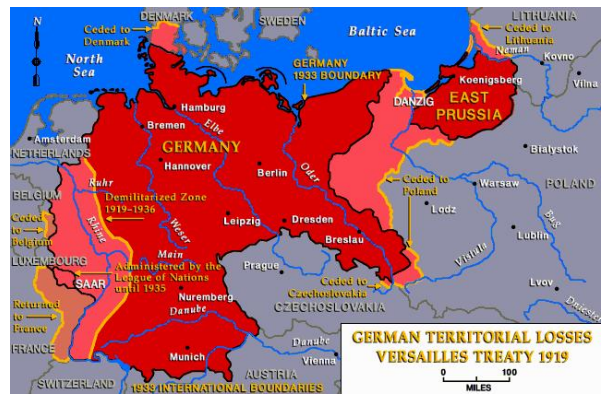 DENMARK
SWEDEN
Baltic Sea
LITHUANIA
Ceded to
Denmark
Ceded to
Lithuania
N
North
Sea
Neman
Kovno
Vilna
GERMANY
1933 BOUNDARY
Koenigsberg
DANZIG
EAST
PRUSSIA
Hamburg
Elbe
Bremen
Amsterdam
NETHERLANDS
GERMANY
Hannover
Berlin
Oder
Bialystok
Ceded to
Poland
Warsaw
POLAND
Bug
BELGIUM
Ruhr
Demilitarized Zone
1919-1936
Lodz
Ceded
to
Belgium
Rhine
Weser
Leipzig
Dresden
Breslau
Lublin
Vistula
LUXEMBOURG
Main
Administered by the
League of Nations
until 1935
SAAR
Prague
Ceded to
Czechoslovakia
Lvov
Returned
to
France
Nuremberg
CZECHOSLOVAKIA
Dniester
Danube
FRANCE
Munich
Danube
Vienna
SWITZERLAND
AUSTRIA
1933 INTERNATIONAL BOUNDARIES
GERMAN TERRITORIAL LOSSES
VERSAILLES TREATY 1919
0 100
MILES